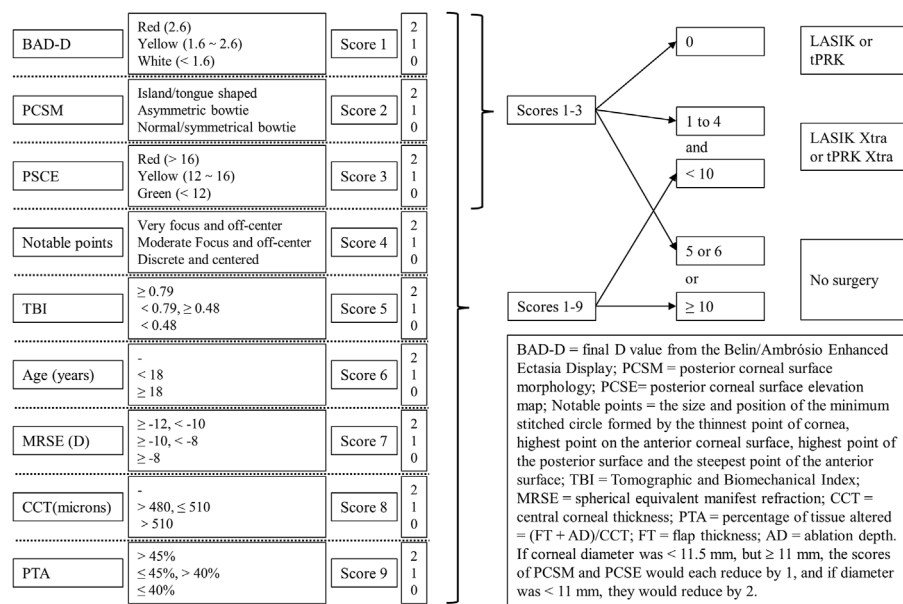 BAD-D
Red (2.6)
Yellow (1.6 ~ 2.6)
White (< 1.6)
Score 1
2
1
0
PCSM
Island/tongue shaped
Asymmetric bowtie
Normal/symmetrical bowtie
Score 2
2
1
0
PSCE
Red (> 16)
Yellow (12 ~ 16)
Green (< 12)
Score 3
2
1
0
Notable points
Very focus and off-center
Moderate Focus and off-center
Discrete and centered
Score 4
2
1
0
TBI
≥ 0.79
< 0.79, ≥ 0.48
< 0.48
Score 5
2
1
0
Age (years)
-
< 18
≥ 18
Score 6
2
1
0
MRSE (D)
≥ -12, < -10
≥ -10, < -8
≥ -8
Score 7
2
1
0
CCT(microns)
-
> 480, ≤ 510
> 510
Score 8
2
1
0
PTA
> 45%
≤ 45%, > 40%
≤ 40%
Score 9
2
1
0
Scores 1-3
Scores 1-9
0
1 to 4
and
< 10
5 or 6
or
≥ 10
LASIK or
tPRK
LASIK Xtra
or tPRK Xtra
No surgery
BAD-D = final D value from the Belin/Ambrósio Enhanced
Ectasia Display; PCSM = posterior corneal surface
morphology; PCSE= posterior corneal surface elevation
map; Notable points = the size and position of the minimum
stitched circle formed by the thinnest point of cornea,
highest point on the anterior corneal surface, highest point of
the posterior surface and the steepest point of the anterior
surface; TBI = Tomographic and Biomechanical Index;
MRSE = spherical equivalent manifest refraction; CCT =
central corneal thickness; PTA = percentage of tissue altered
= (FT + AD)/CCT; FT = flap thickness; AD = ablation depth.
If corneal diameter was < 11.5 mm, but ≥ 11 mm, the scores
of PCSM and PCSE would each reduce by 1, and if diameter
was < 11 mm, they would reduce by 2.